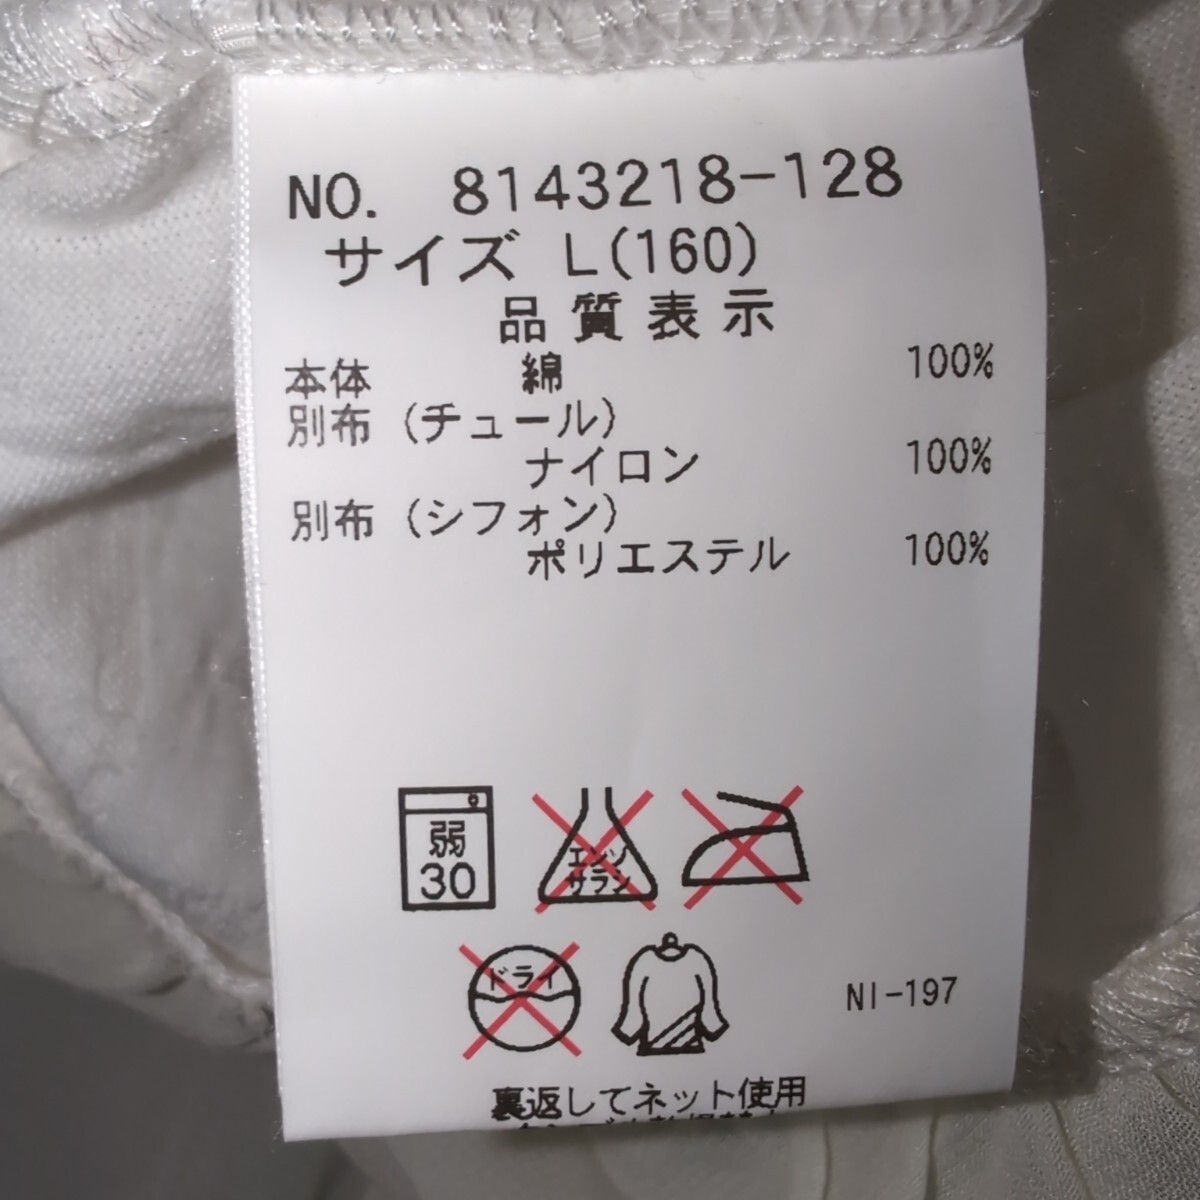 NO. 8143218-128
サイズ L(160)
品質表示
本体 綿 100%
別布 (チュール)
ナイロン 100%
別布 (シフォン)
ポリエステル 100%
弱
30
エンソ
サラシ
ドライ
NI-197
裏返してネット使用